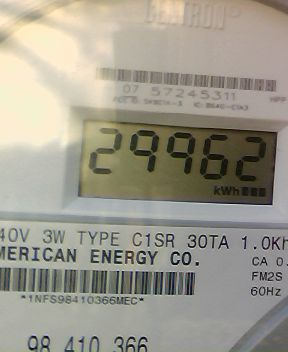 CENTRON®
07 57245311
29962
kWh
40V 3W TYPE C1SR 30TA 1.0Kh
MERICAN ENERGY CO.
CA 0.
FM2S
60Hz
*1NFS98410366MEC*
98 410 366